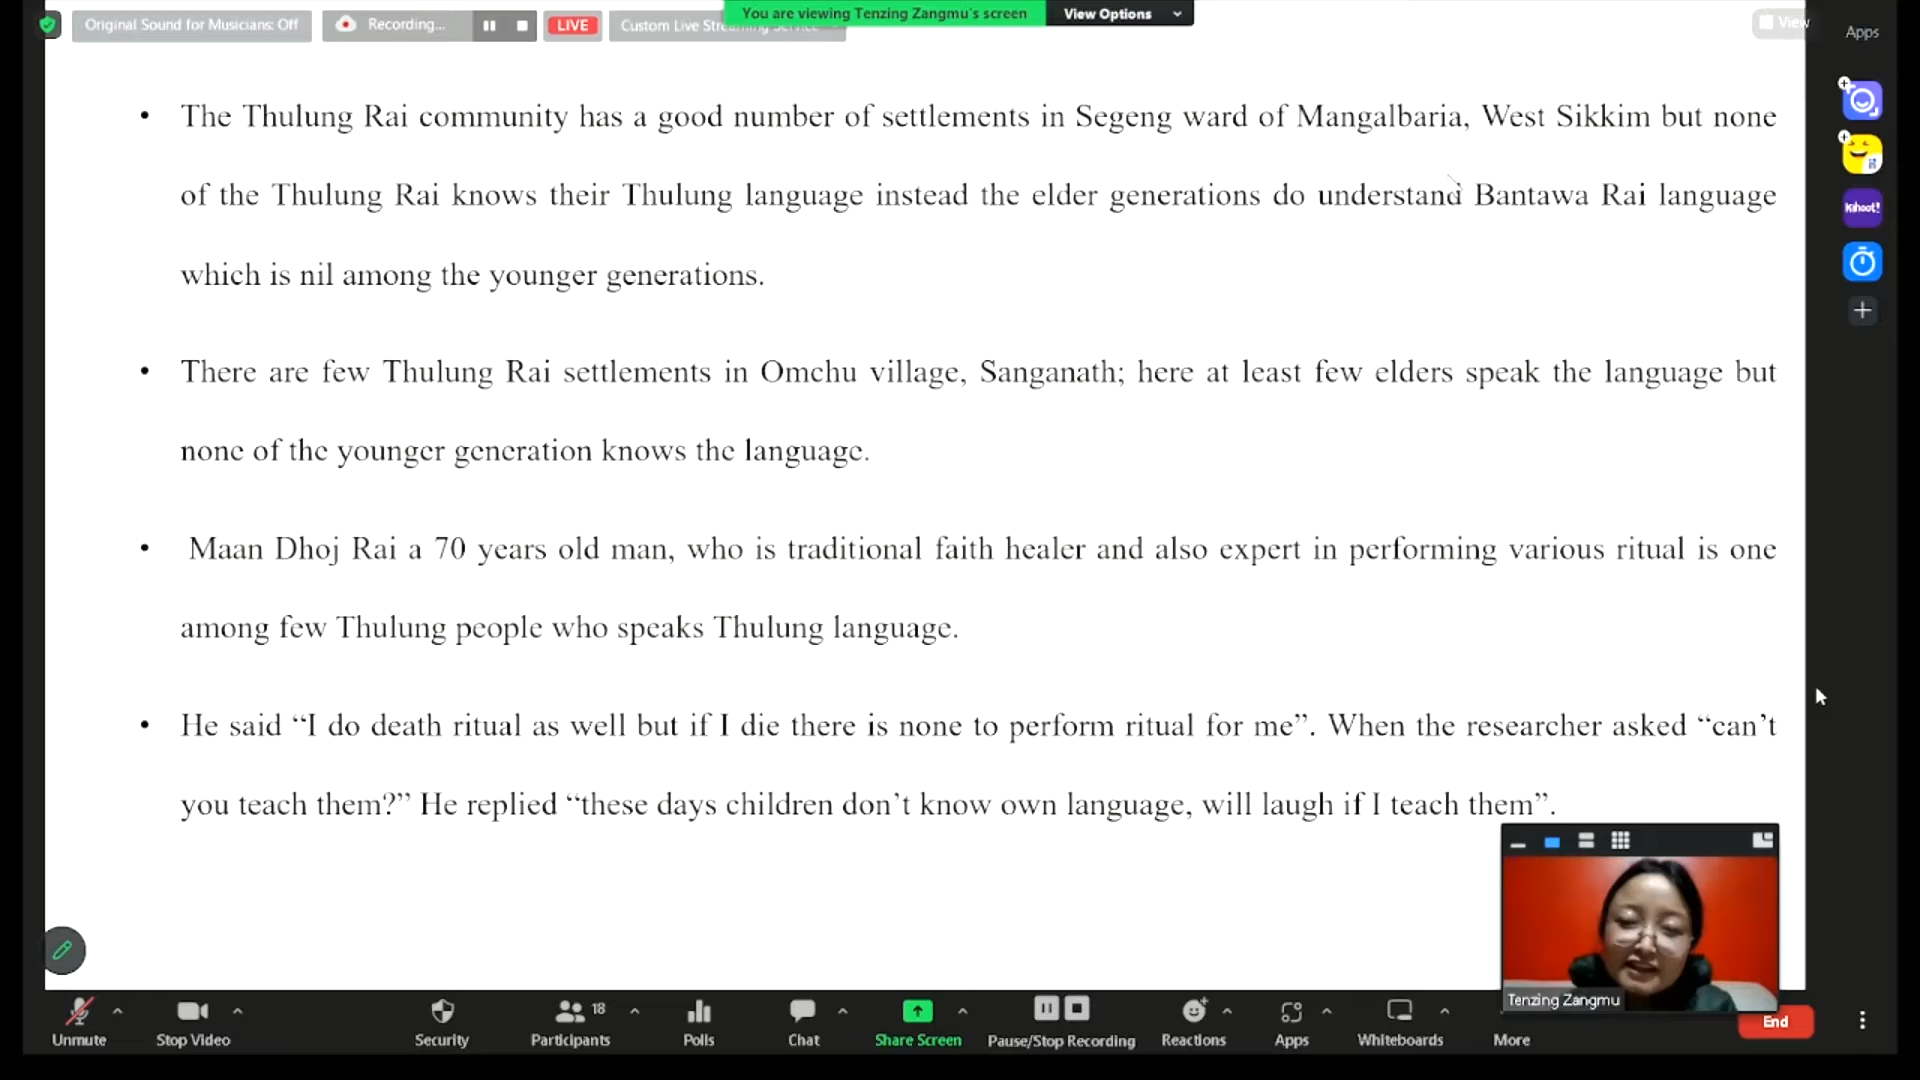 Original Sound for Musicians: Off
Recording...
LIVE
Custom Live Streaming Service
You are viewing Tenzing Zangmu's screen
View Options
View
Apps
• The Thulung Rai community has a good number of settlements in Segeng ward of Mangalbaria, West Sikkim but none
of the Thulung Rai knows their Thulung language instead the elder generations do understand Bantawa Rai language
which is nil among the younger generations.
• There are few Thulung Rai settlements in Omchu village, Sanganath; here at least few elders speak the language but
none of the younger generation knows the language.
• Maan Dhoj Rai a 70 years old man, who is traditional faith healer and also expert in performing various ritual is one
among few Thulung people who speaks Thulung language.
• He said “I do death ritual as well but if I die there is none to perform ritual for me”. When the researcher asked “can’t
you teach them?” He replied “these days children don’t know own language, will laugh if I teach them”.
Kahoot!
Tenzing Zangmu
Unmute
Stop Video
Security
18
Participants
Polls
Chat
Share Screen
Pause/Stop Recording
Reactions
Apps
Whiteboards
More
End